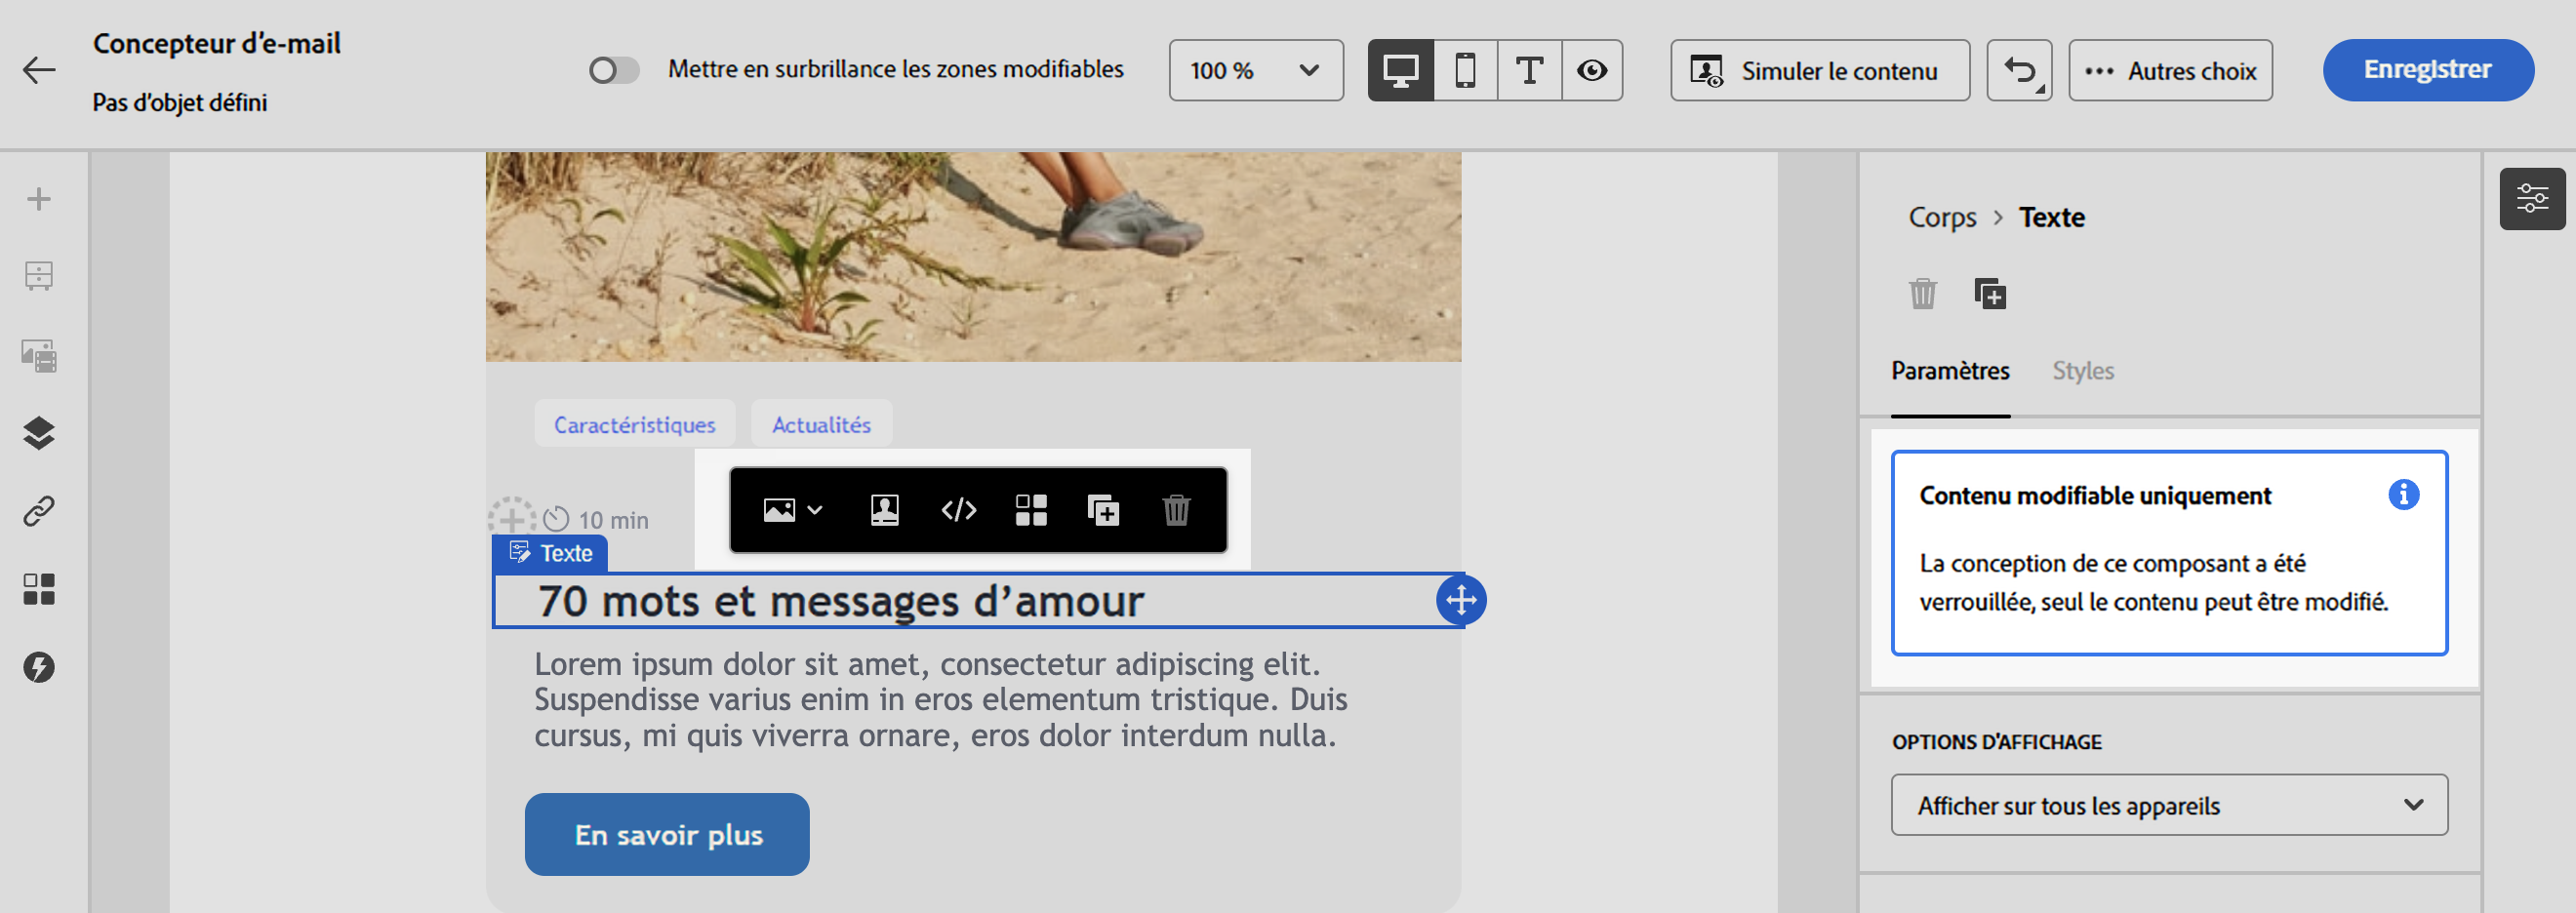 Concepteur d’e-mail
Pas d’objet défini
Mettre en surbrillance les zones modifiables
100 %
Simuler le contenu
Autres choix
Enregistrer
Caractéristiques
Actualités
10 min
Texte
70 mots et messages d’amour
Lorem ipsum dolor sit amet, consectetur adipiscing elit.
Suspendisse varius enim in eros elementum tristique. Duis
cursus, mi quis viverra ornare, eros dolor interdum nulla.
En savoir plus
Corps > Texte
Paramètres
Styles
Contenu modifiable uniquement
La conception de ce composant a été
verrouillée, seul le contenu peut être modifié.
OPTIONS D'AFFICHAGE
Afficher sur tous les appareils